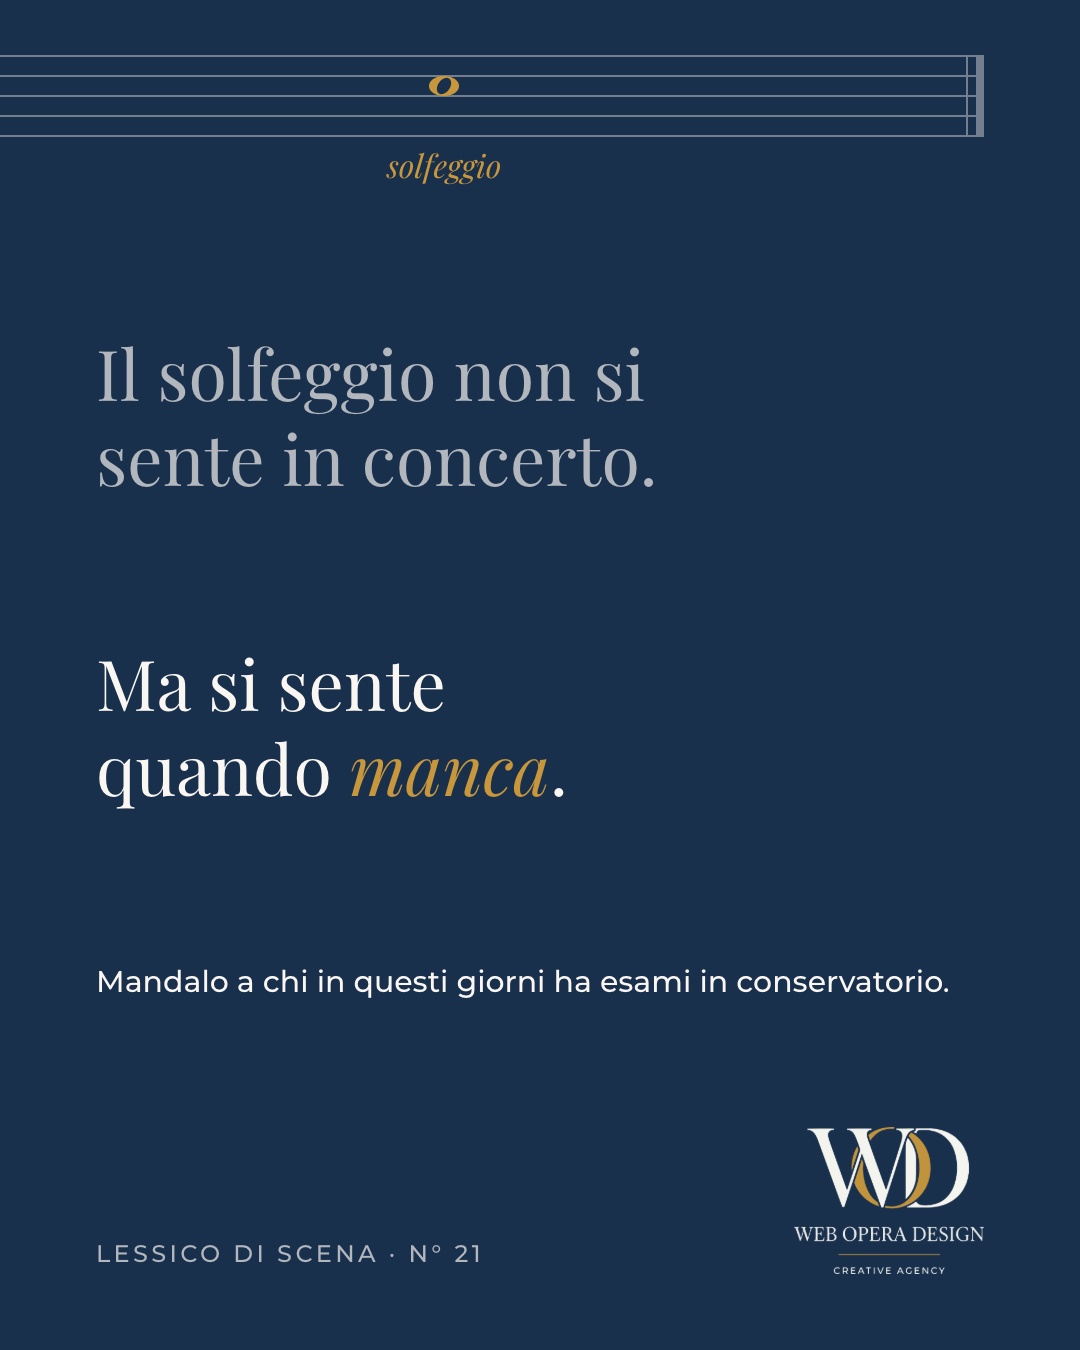 solfeggio
Il solfeggio non si
sente in concerto.
Ma si sente
quando manca.
Mandalo a chi in questi giorni ha esami in conservatorio.
LESSICO DI SCENA · N° 21
WOD
WEB OPERA DESIGN
CREATIVE AGENCY